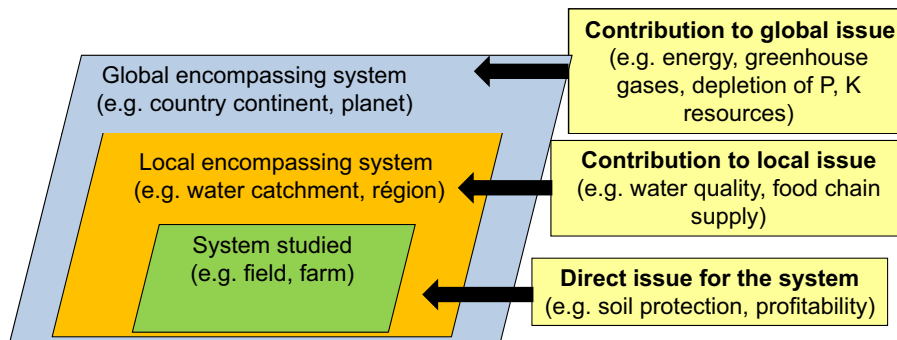 Global encompassing system
(e.g. country continent, planet)
Contribution to global issue
(e.g. energy, greenhouse
gases, depletion of P, K
resources)
Local encompassing system
(e.g. water catchment, région)
Contribution to local issue
(e.g. water quality, food chain
supply)
System studied
(e.g. field, farm)
Direct issue for the system
(e.g. soil protection, profitability)